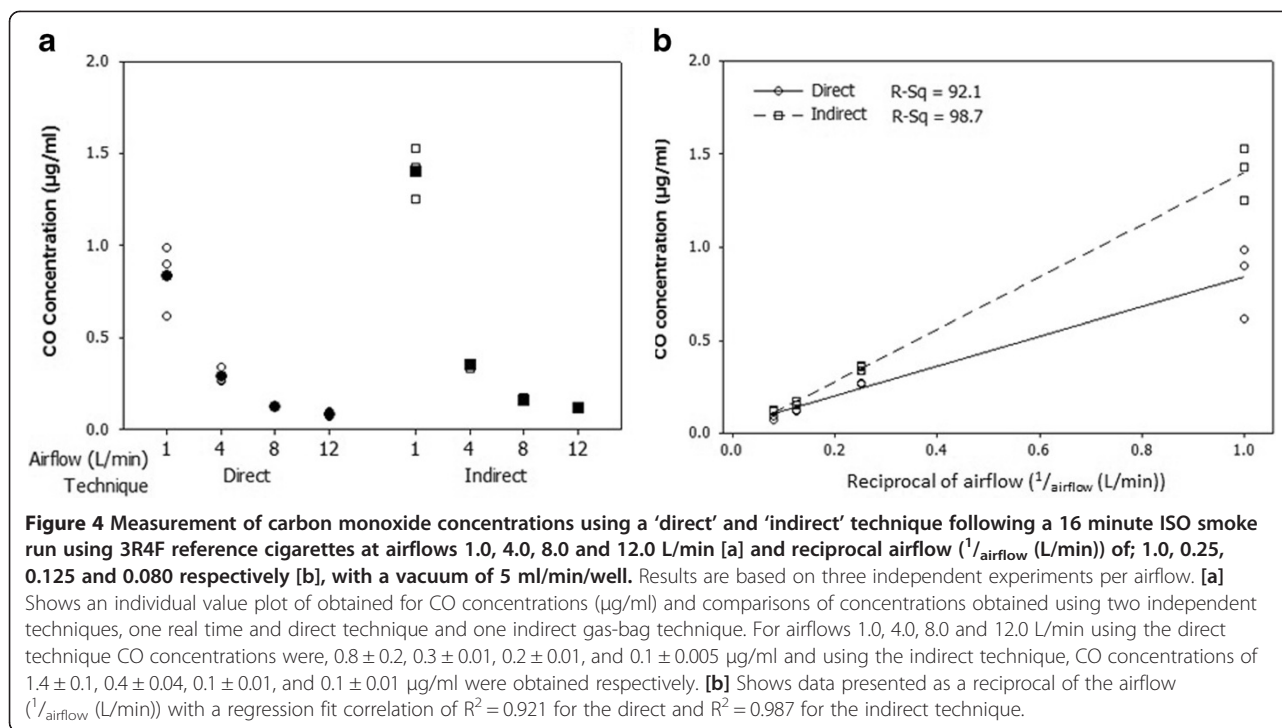 a
b
2.0
1.5
1.0
0.5
0.0
CO Concentration (µg/ml)
1 4 8 12 1 4 8 12
Airflow (L/min)
Technique
Direct Indirect
2.0
1.5
1.0
0.5
0.0
CO concentration (µg/ml)
Direct R-Sq = 92.1
Indirect R-Sq = 98.7
0.0 0.2 0.4 0.6 0.8 1.0
Reciprocal of airflow (1/airflow (L/min))
Figure 4 Measurement of carbon monoxide concentrations using a ‘direct’ and ‘indirect’ technique following a 16 minute ISO smoke
run using 3R4F reference cigarettes at airflows 1.0, 4.0, 8.0 and 12.0 L/min [a] and reciprocal airflow (1/airflow (L/min)) of; 1.0, 0.25,
0.125 and 0.080 respectively [b], with a vacuum of 5 ml/min/well. Results are based on three independent experiments per airflow. [a]
Shows an individual value plot of obtained for CO concentrations (µg/ml) and comparisons of concentrations obtained using two independent
techniques, one real time and direct technique and one indirect gas-bag technique. For airflows 1.0, 4.0, 8.0 and 12.0 L/min using the direct
technique CO concentrations were, 0.8 ± 0.2, 0.3 ± 0.01, 0.2 ± 0.01, and 0.1 ± 0.005 µg/ml and using the indirect technique, CO concentrations of
1.4 ± 0.1, 0.4 ± 0.04, 0.1 ± 0.01, and 0.1 ± 0.01 µg/ml were obtained respectively. [b] Shows data presented as a reciprocal of the airflow
(1/airflow (L/min)) with a regression fit correlation of R² = 0.921 for the direct and R² = 0.987 for the indirect technique.